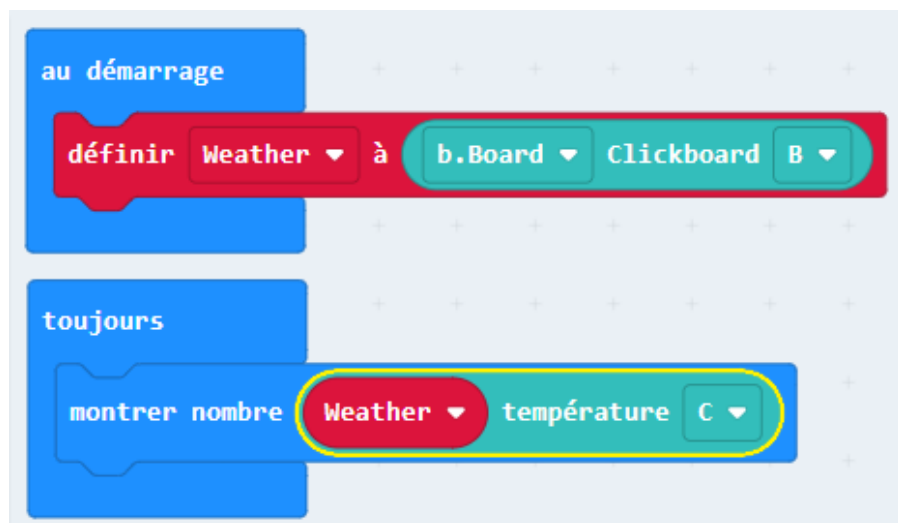 au démarrage
définir Weather à b.Board Clickboard B
toujours
montrer nombre Weather température C